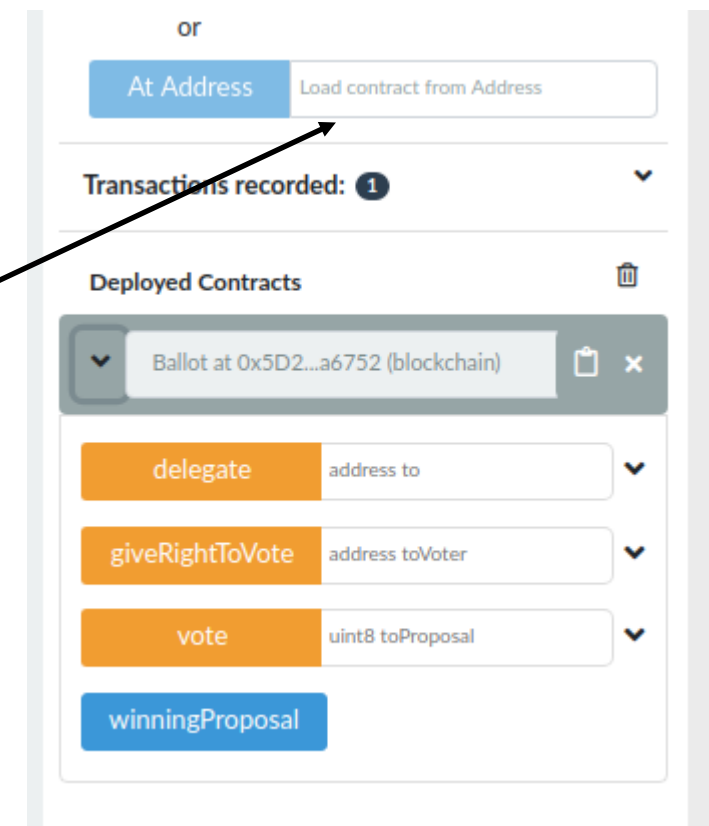 or
At Address Load contract from Address
Transactions recorded: 1
Deployed Contracts
Ballot at 0x5D2...a6752 (blockchain)
delegate address to
giveRightToVote address toVoter
vote uint8 toProposal
winningProposal